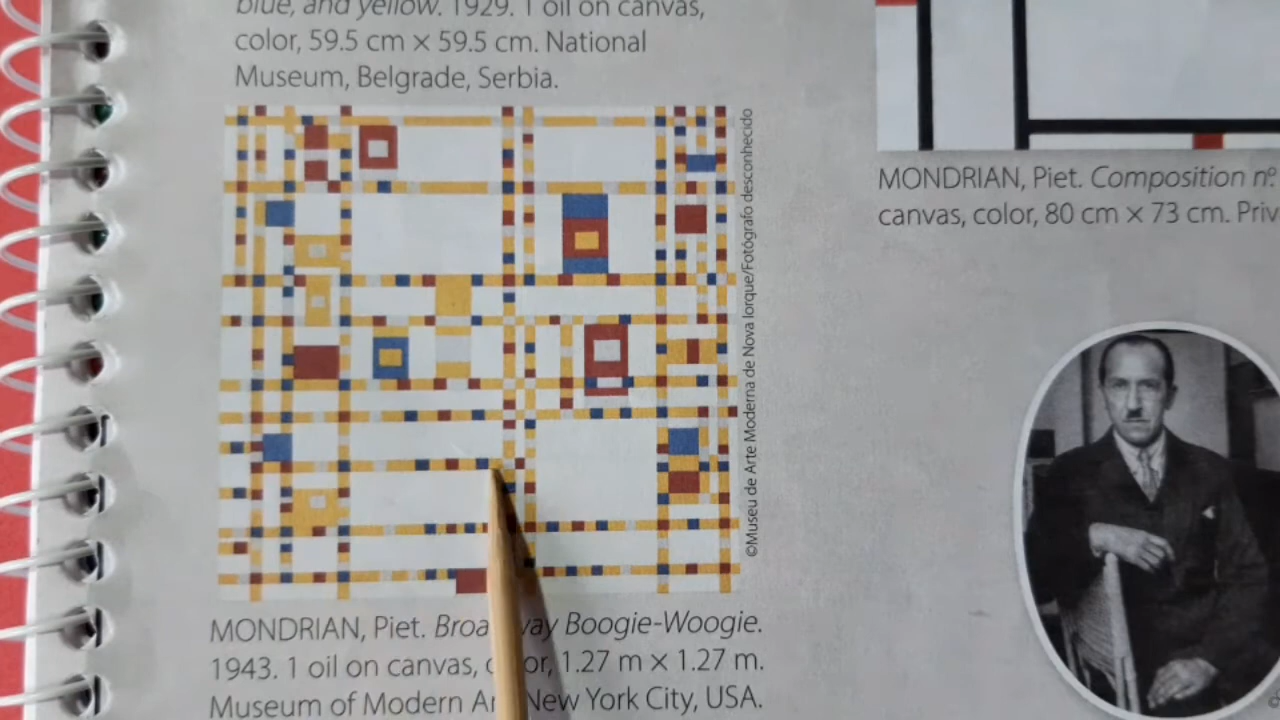 blue, and yellow. 1929. 1 oil on canvas,
color, 59.5 cm × 59.5 cm. National
Museum, Belgrade, Serbia.
©Museu de Arte Moderna de Nova Iorque/Fotógrafo desconhecido
MONDRIAN, Piet. Broa way Boogie-Woogie.
1943. 1 oil on canvas, c or, 1.27 m × 1.27 m.
Museum of Modern Ar New York City, USA.
MONDRIAN, Piet. Composition nº
canvas, color, 80 cm × 73 cm. Priv